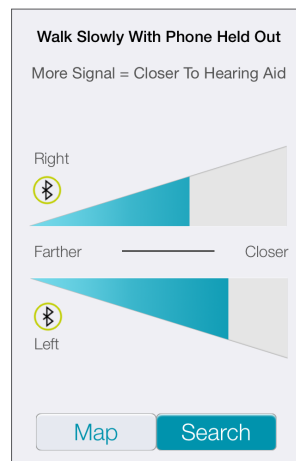 Walk Slowly With Phone Held Out
More Signal = Closer To Hearing Aid
Right
Farther Closer
Left
Map Search